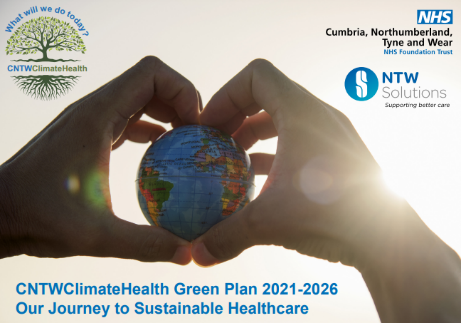 What will we do today?
CNTWClimateHealth
NHS
Cumbria, Northumberland,
Tyne and Wear
NHS Foundation Trust
NTW
Solutions
Supporting better care
CNTWClimateHealth Green Plan 2021-2026
Our Journey to Sustainable Healthcare